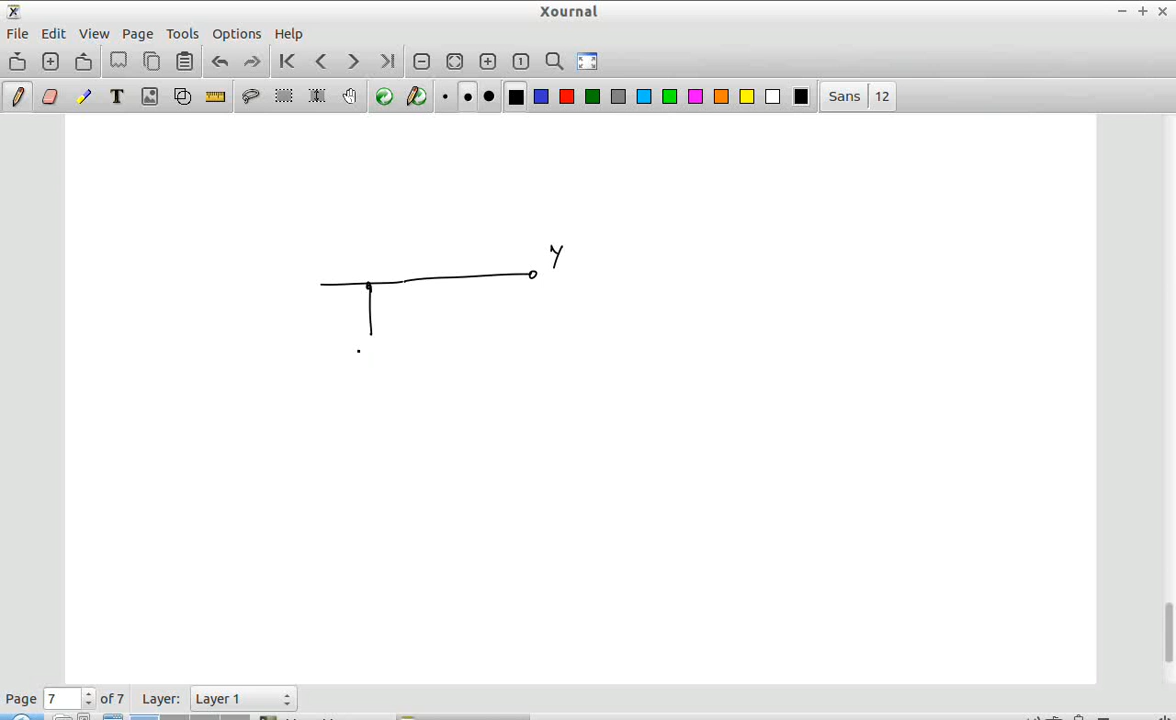 Xournal
File Edit View Page Tools Options Help
Sans 12
Y
Page 7 of 7 Layer: Layer 1